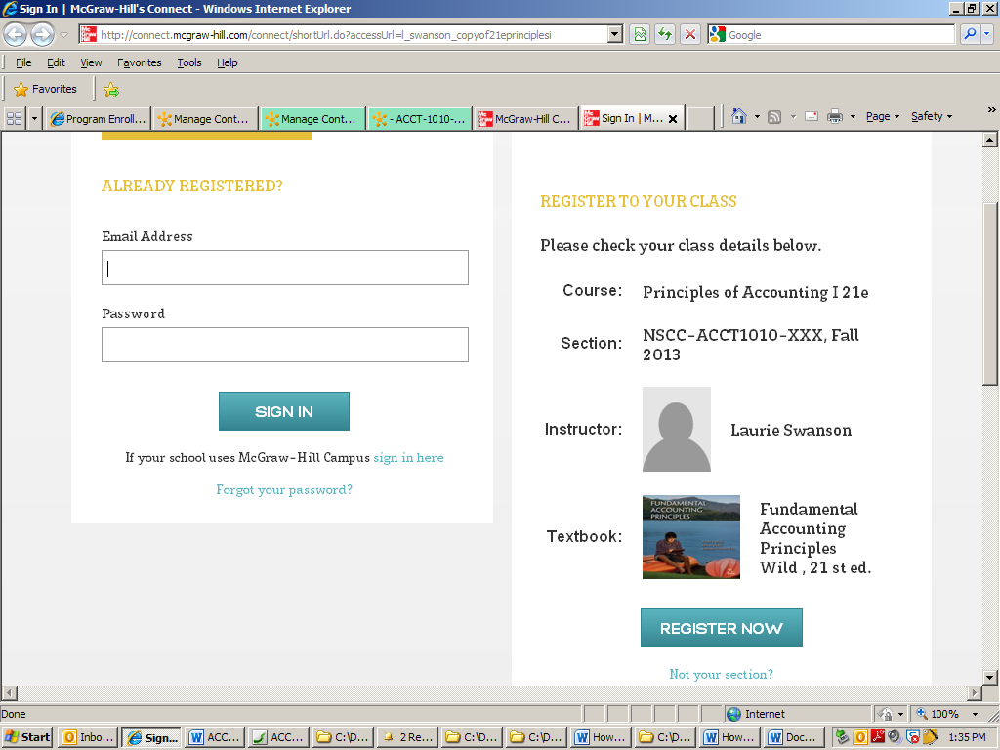 Sign In | McGraw-Hill's Connect - Windows Internet Explorer
http://connect.mcgraw-hill.com/connect/shortUrl.do?accessUrl=l_swanson_copyof21eprinciplesi
Google
File Edit View Favorites Tools Help
Favorites
Program Enroll... Manage Cont... Manage Cont... - ACCT-1010-... McGraw-Hill C... Sign In | M... Page Safety
ALREADY REGISTERED?
Email Address
Password
SIGN IN
If your school uses McGraw-Hill Campus sign in here
Forgot your password?
REGISTER TO YOUR CLASS
Please check your class details below.
Course: Principles of Accounting I 21e
Section: NSCC-ACCT1010-XXX, Fall
2013
Instructor: Laurie Swanson
FUNDAMENTAL
ACCOUNTING
PRINCIPLES
Textbook: Fundamental
Accounting
Principles
Wild , 21 st ed.
REGISTER NOW
Not your section?
Done Internet 100%
Start Inbo... Sign... ACC... ACC... C:\D... 2 Re... C:\D... C:\D... How... C:\D... How... Doc... 1:35 PM